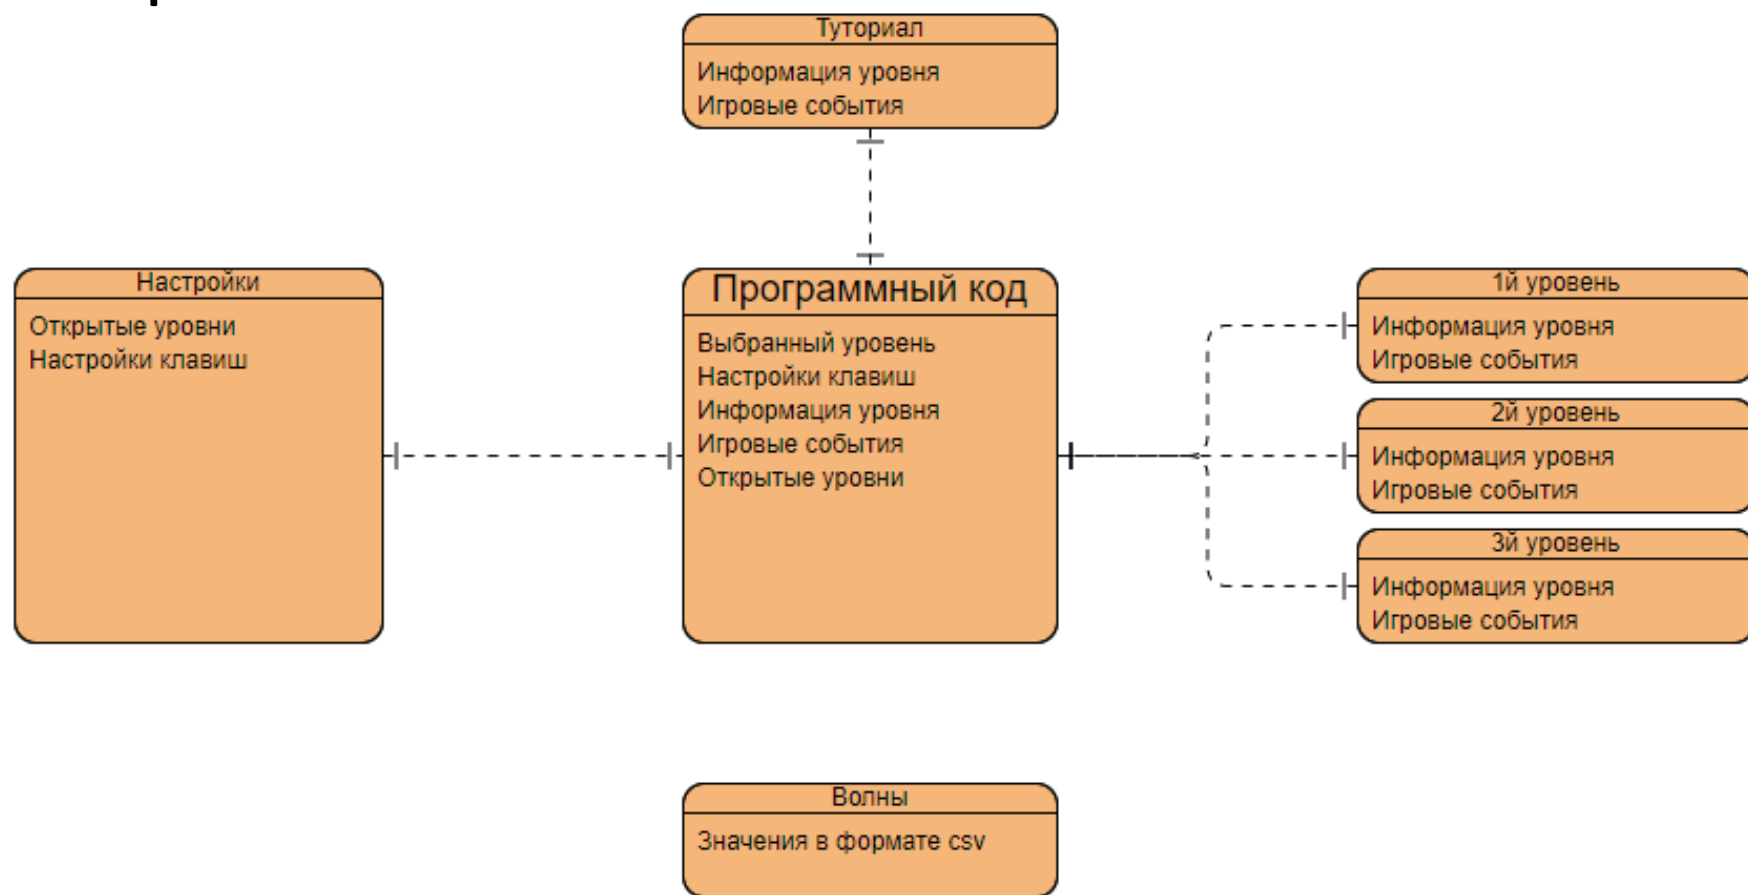 Туториал
Информация уровня
Игровые события
Настройки
Открытые уровни
Настройки клавиш
Программный код
Выбранный уровень
Настройки клавиш
Информация уровня
Игровые события
Открытые уровни
1й уровень
Информация уровня
Игровые события
2й уровень
Информация уровня
Игровые события
3й уровень
Информация уровня
Игровые события
Волны
Значения в формате csv